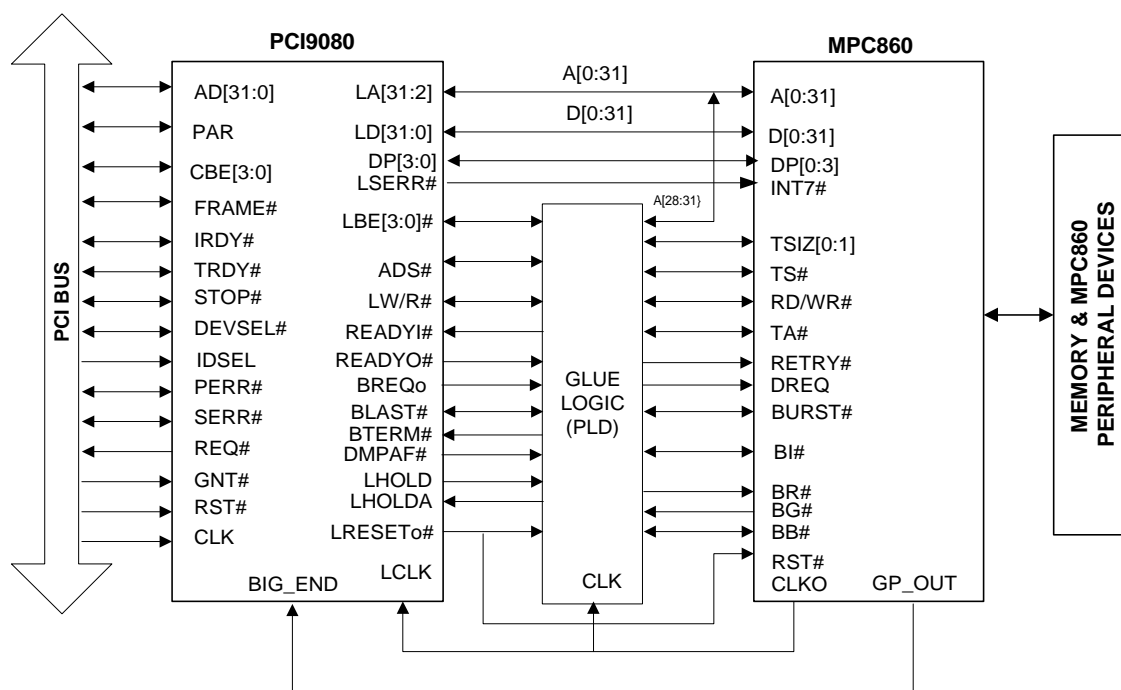 PCI9080
MPC860
PCI BUS
AD[31:0]
PAR
CBE[3:0]
FRAME#
IRDY#
TRDY#
STOP#
DEVSEL#
IDSEL
PERR#
SERR#
REQ#
GNT#
RST#
CLK
BIG_END
LA[31:2]
LD[31:0]
DP[3:0]
LSERR#
LBE[3:0]#
ADS#
LW/R#
READYI#
READYO#
BREQo
BLAST#
BTERM#
DMPAF#
LHOLD
LHOLDA
LRESETo#
LCLK
A[0:31]
D[0:31]
A[28:31}
GLUE
LOGIC
(PLD)
CLK
A[0:31]
D[0:31]
DP[0:3]
INT7#
TSIZ[0:1]
TS#
RD/WR#
TA#
RETRY#
DREQ
BURST#
BI#
BR#
BG#
BB#
RST#
CLKO
GP_OUT
MEMORY & MPC860
PERIPHERAL DEVICES